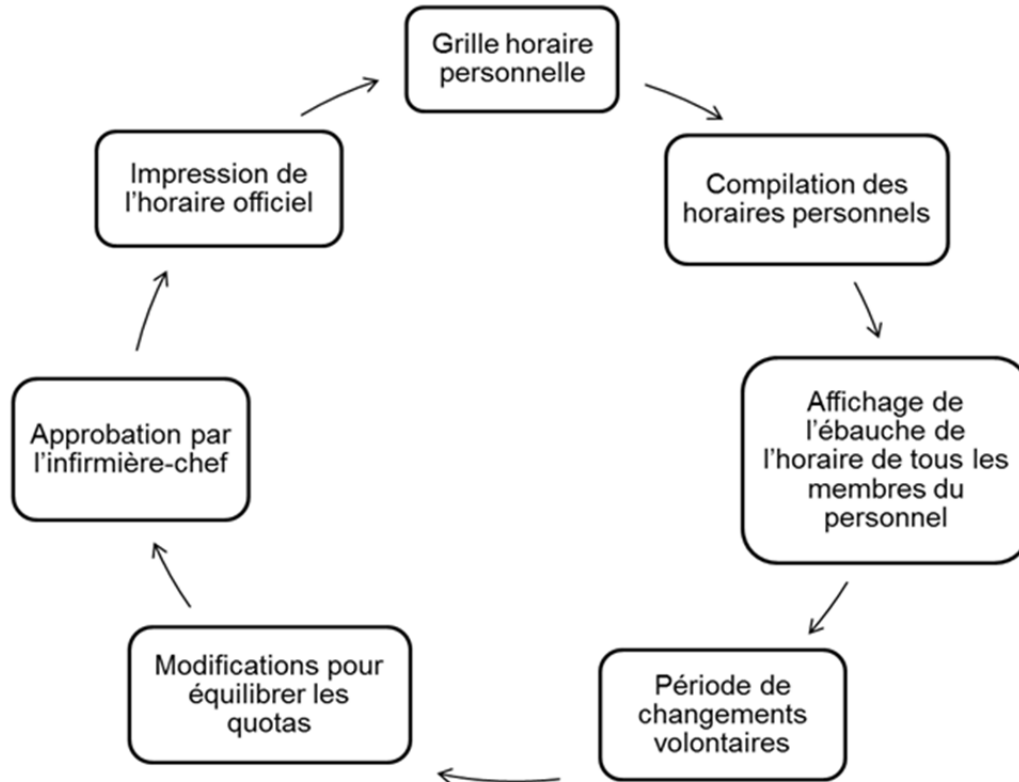 Grille horaire
personnelle
Compilation des
horaires personnels
Affichage de
l'ébauche de
l'horaire de tous les
membres du
personnel
Période de
changements
volontaires
Modifications pour
équilibrer les
quotas
Approbation par
l'infirmière-chef
Impression de
l'horaire officiel